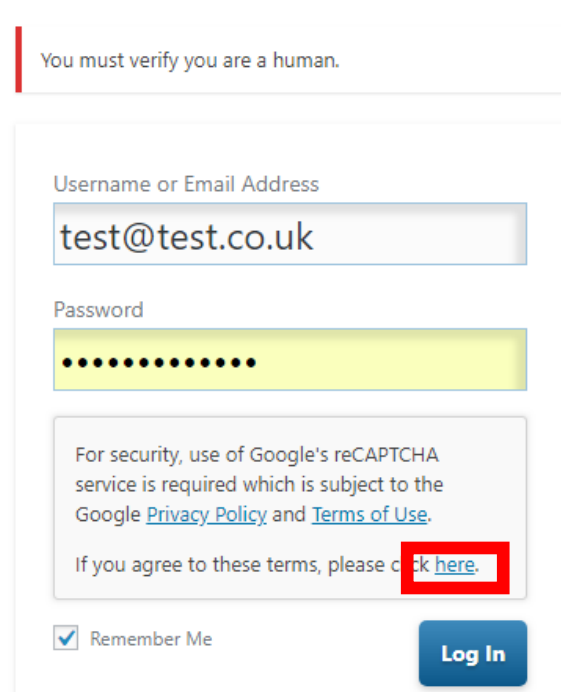 You must verify you are a human.
Username or Email Address
test@test.co.uk
Password
•••••••••••••
For security, use of Google's reCAPTCHA
service is required which is subject to the
Google Privacy Policy and Terms of Use.
If you agree to these terms, please click here.
Remember Me
Log In